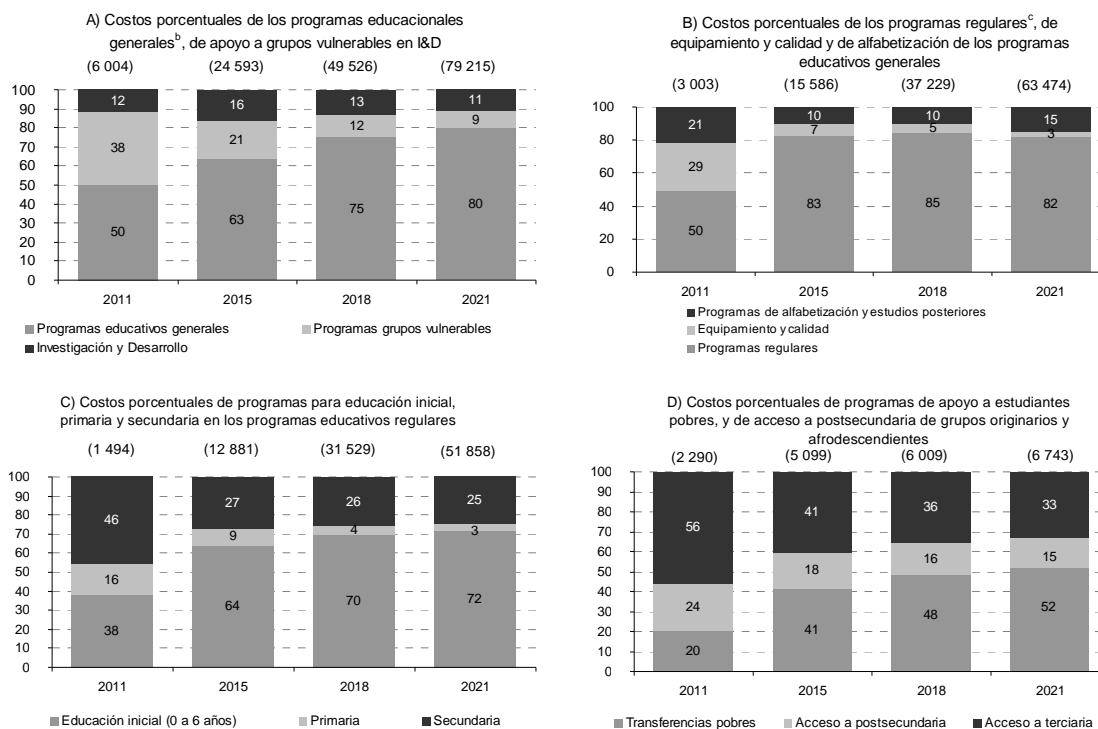 A) Costos porcentuales de los programas educacionales
generalesᵇ, de apoyo a grupos vulnerables en I&D
(6 004) (24 593) (49 526) (79 215)
100
90
80
70
60
50
40
30
20
10
0
12 16 13 11
38 21 12 9
50 63 75 80
2011 2015 2018 2021
Programas educativos generales Programas grupos vulnerables
Investigación y Desarrollo
B) Costos porcentuales de los programas regularesᶜ, de
equipamiento y calidad y de alfabetización de los programas
educativos generales
(3 003) (15 586) (37 229) (63 474)
100
80
60
40
20
0
21 10 10 15
29 7 5 3
50 83 85 82
2011 2015 2018 2021
Programas de alfabetización y estudios posteriores
Equipamiento y calidad
Programas regulares
C) Costos porcentuales de programas para educación inicial,
primaria y secundaria en los programas educativos regulares
(1 494) (12 881) (31 529) (51 858)
100
90
80
70
60
50
40
30
20
10
0
46 27 26 25
16 9 4 3
38 64 70 72
2011 2015 2018 2021
Educación inicial (0 a 6 años) Primaria Secundaria
D) Costos porcentuales de programas de apoyo a estudiantes
pobres, y de acceso a postsecundaria de grupos originarios y
afrodescendientes
(2 290) (5 099) (6 009) (6 743)
100
90
80
70
60
50
40
30
20
10
0
56 41 36 33
24 18 16 15
20 41 48 52
2011 2015 2018 2021
Transferencias pobres Acceso a postsecundaria Acceso a terciaria